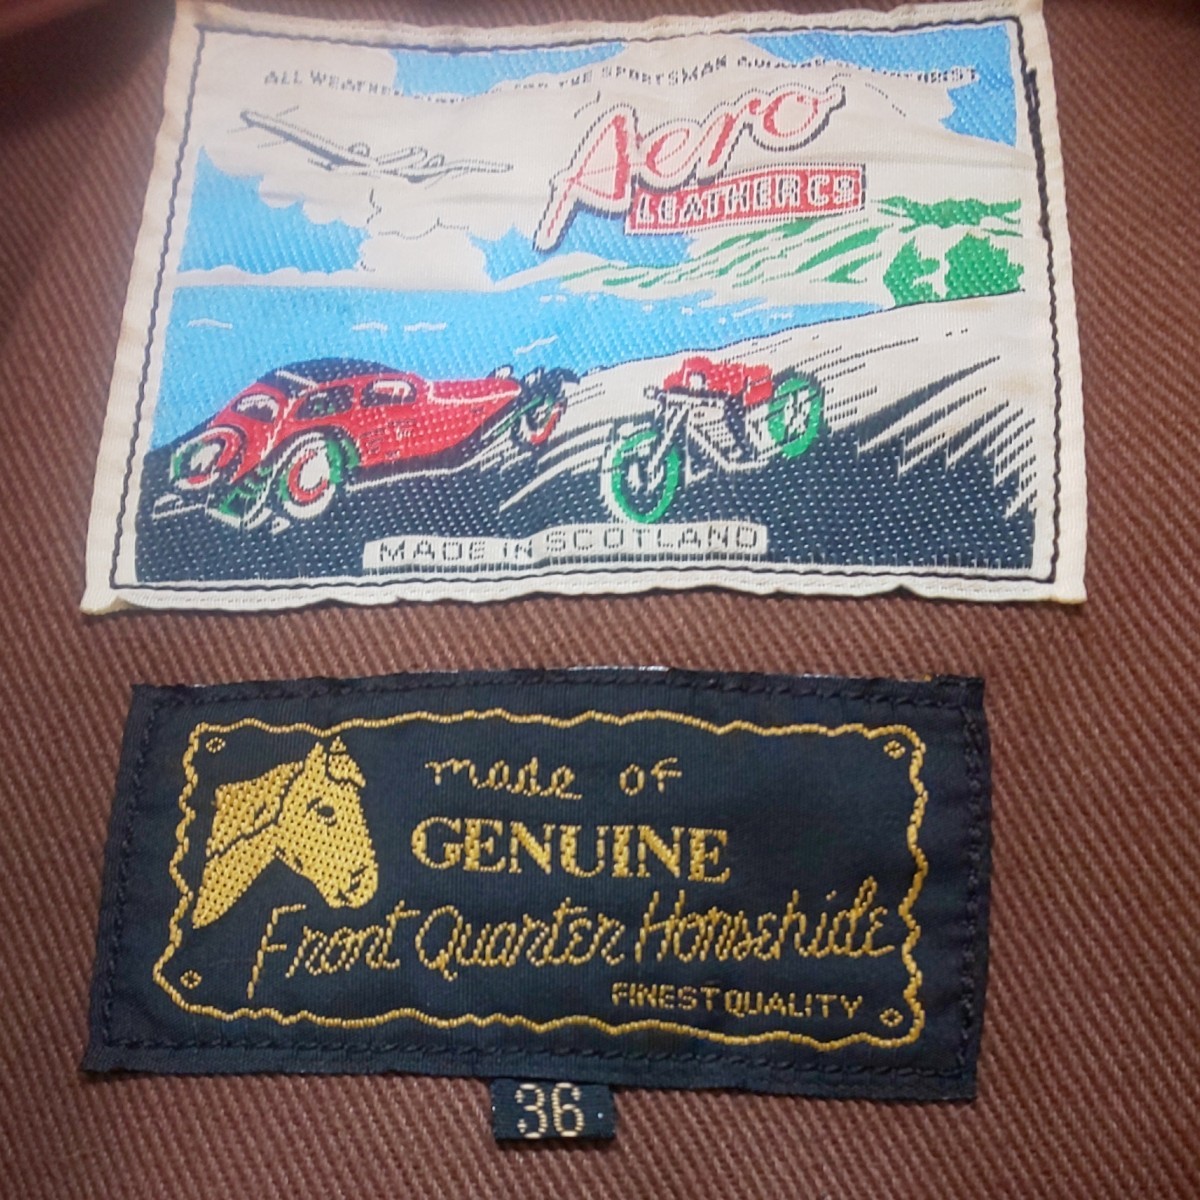 ALL WEATHER FOR THE SPORTSMAN MOTORIST
Aero
LEATHER Co
MADE IN SCOTLAND
made of
GENUINE
Front Quarter Horsehide
FINEST QUALITY
36